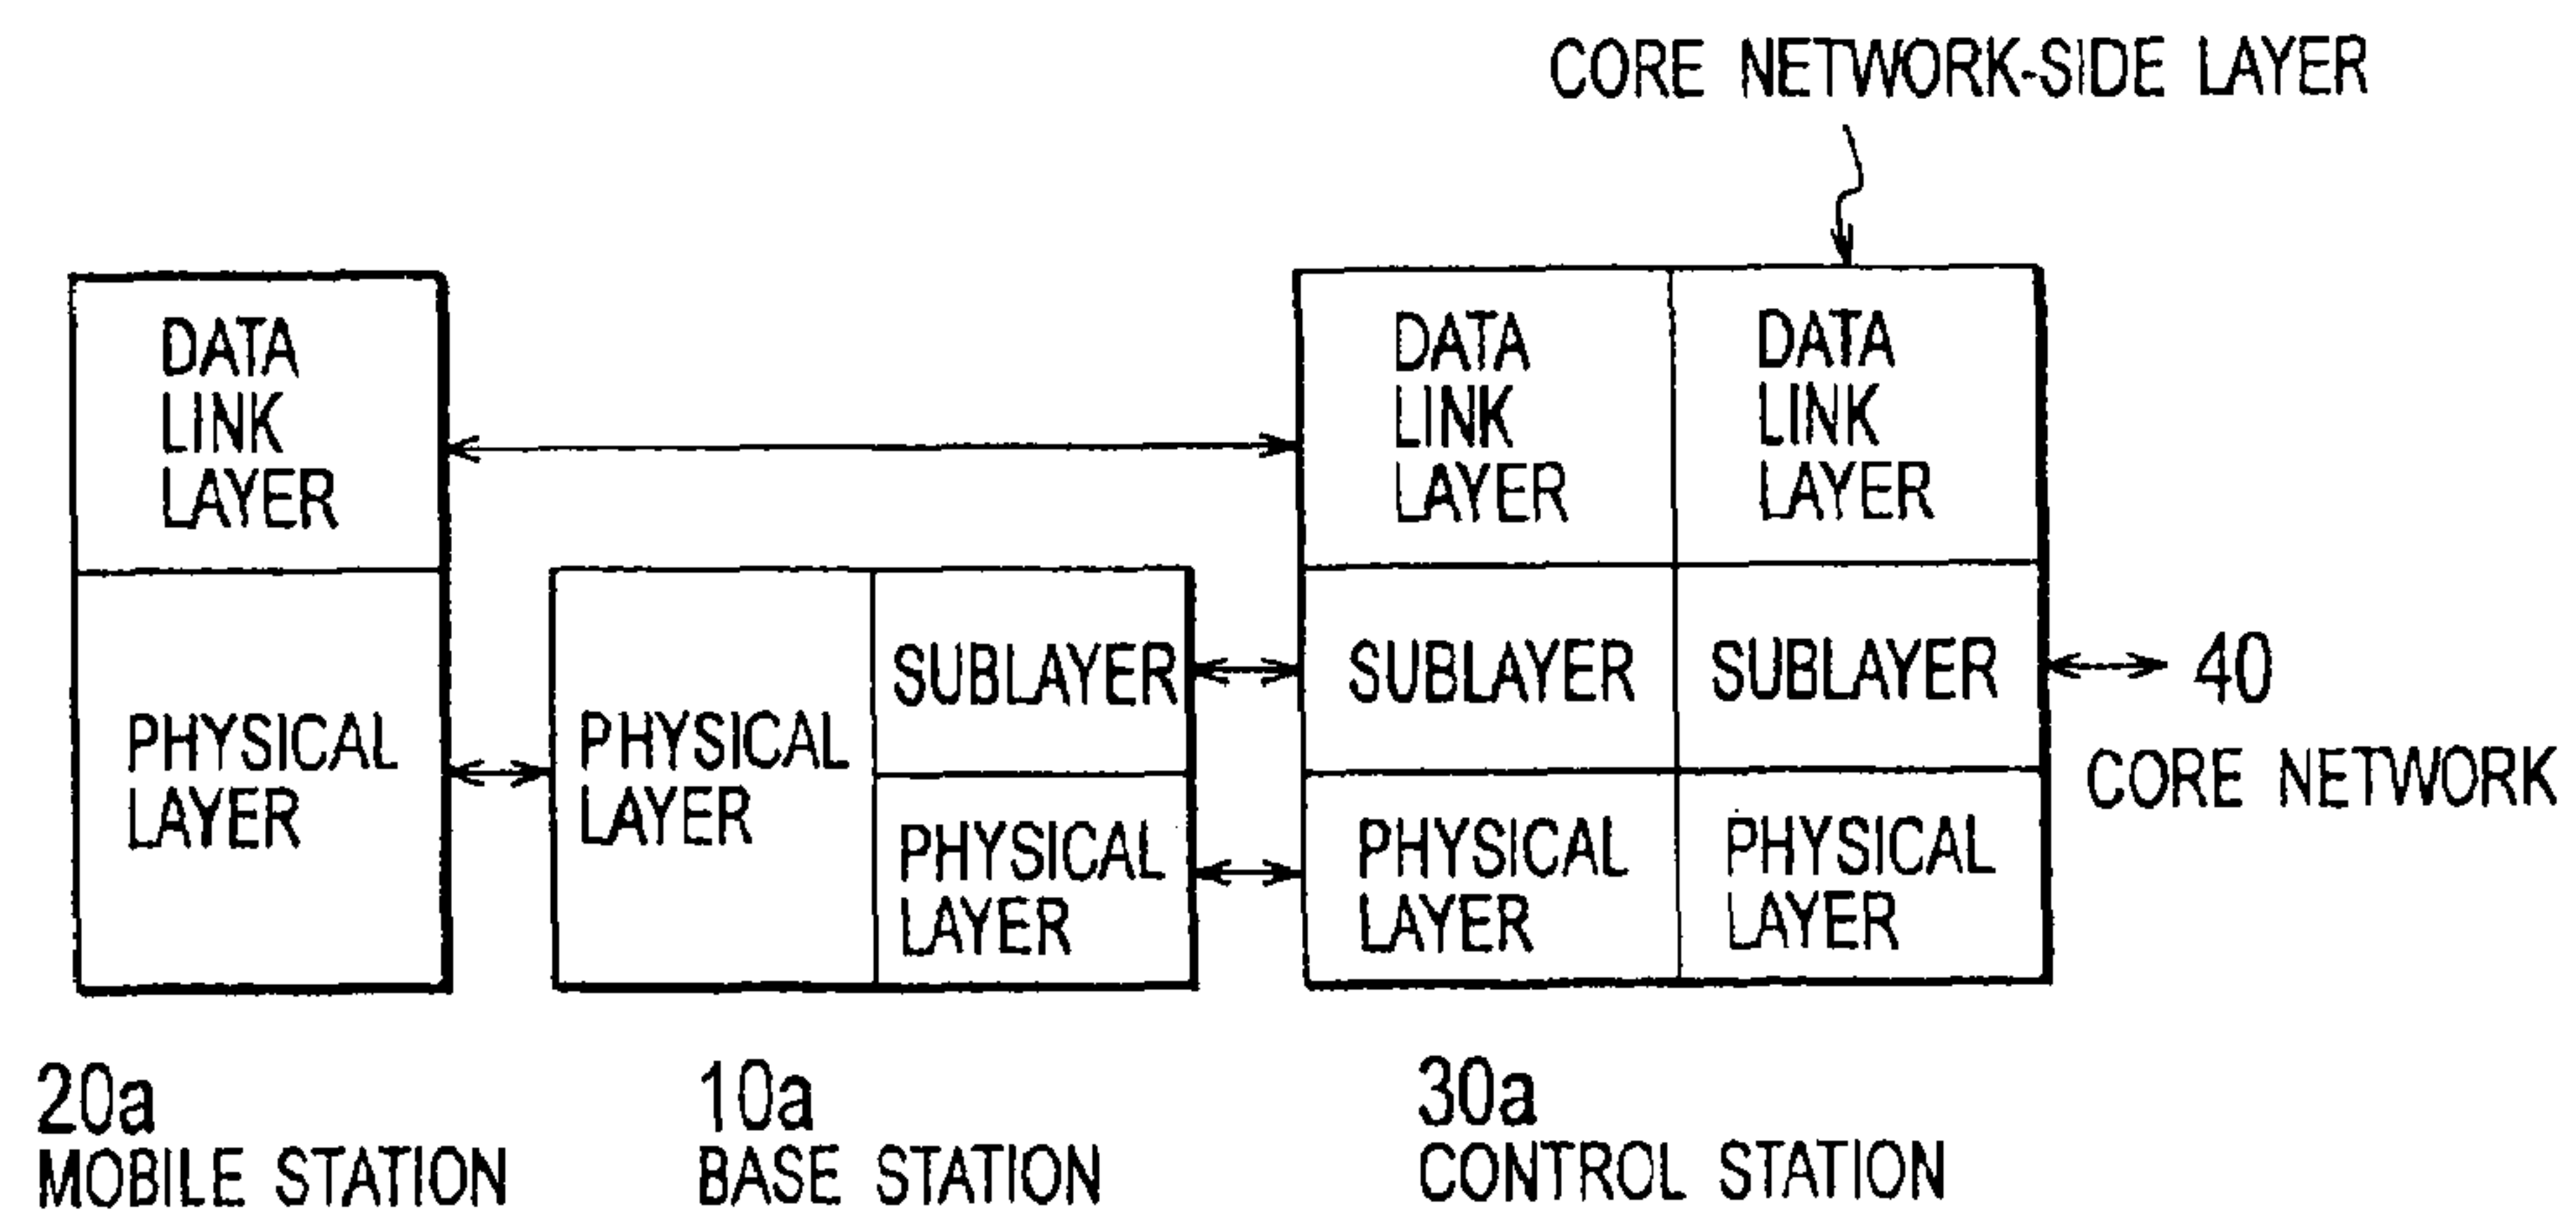 CORE NETWORK-SIDE LAYER
DATA
LINK
LAYER
PHYSICAL
LAYER
PHYSICAL
LAYER
SUBLAYER
PHYSICAL
LAYER
DATA
LINK
LAYER
DATA
LINK
LAYER
SUBLAYER
SUBLAYER
PHYSICAL
LAYER
PHYSICAL
LAYER
40
CORE NETWORK
20a
MOBILE STATION
10a
BASE STATION
30a
CONTROL STATION